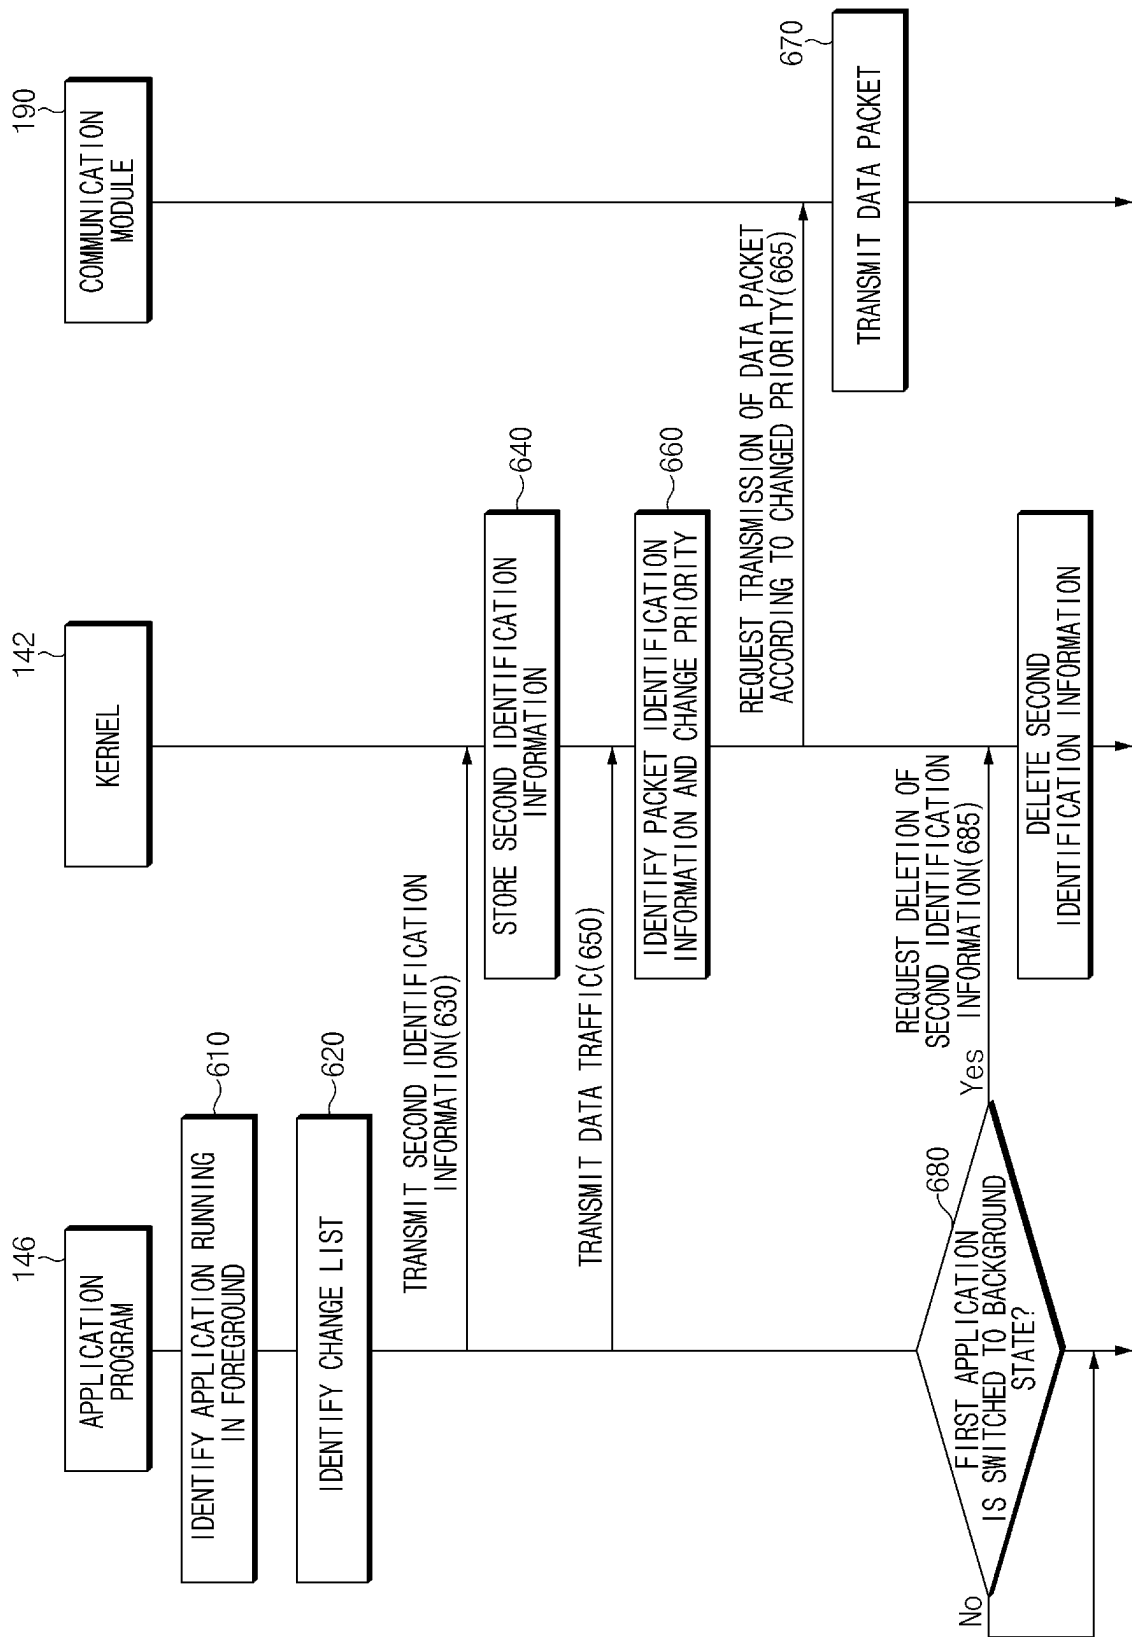 146
APPLICATION
PROGRAM
142
KERNEL
190
COMMUNICATION
MODULE
610
IDENTIFY APPLICATION RUNNING
IN FOREGROUND
620
IDENTIFY CHANGE LIST
TRANSMIT SECOND IDENTIFICATION
INFORMATION(630)
640
STORE SECOND IDENTIFICATION
INFORMATION
TRANSMIT DATA TRAFFIC(650)
660
IDENTIFY PACKET IDENTIFICATION
INFORMATION AND CHANGE PRIORITY
REQUEST TRANSMISSION OF DATA PACKET
ACCORDING TO CHANGED PRIORITY(665)
670
TRANSMIT DATA PACKET
680
FIRST APPLICATION
IS SWITCHED TO BACKGROUND
STATE?
No
Yes
REQUEST DELETION OF
SECOND IDENTIFICATION
INFORMATION(685)
DELETE SECOND
IDENTIFICATION INFORMATION